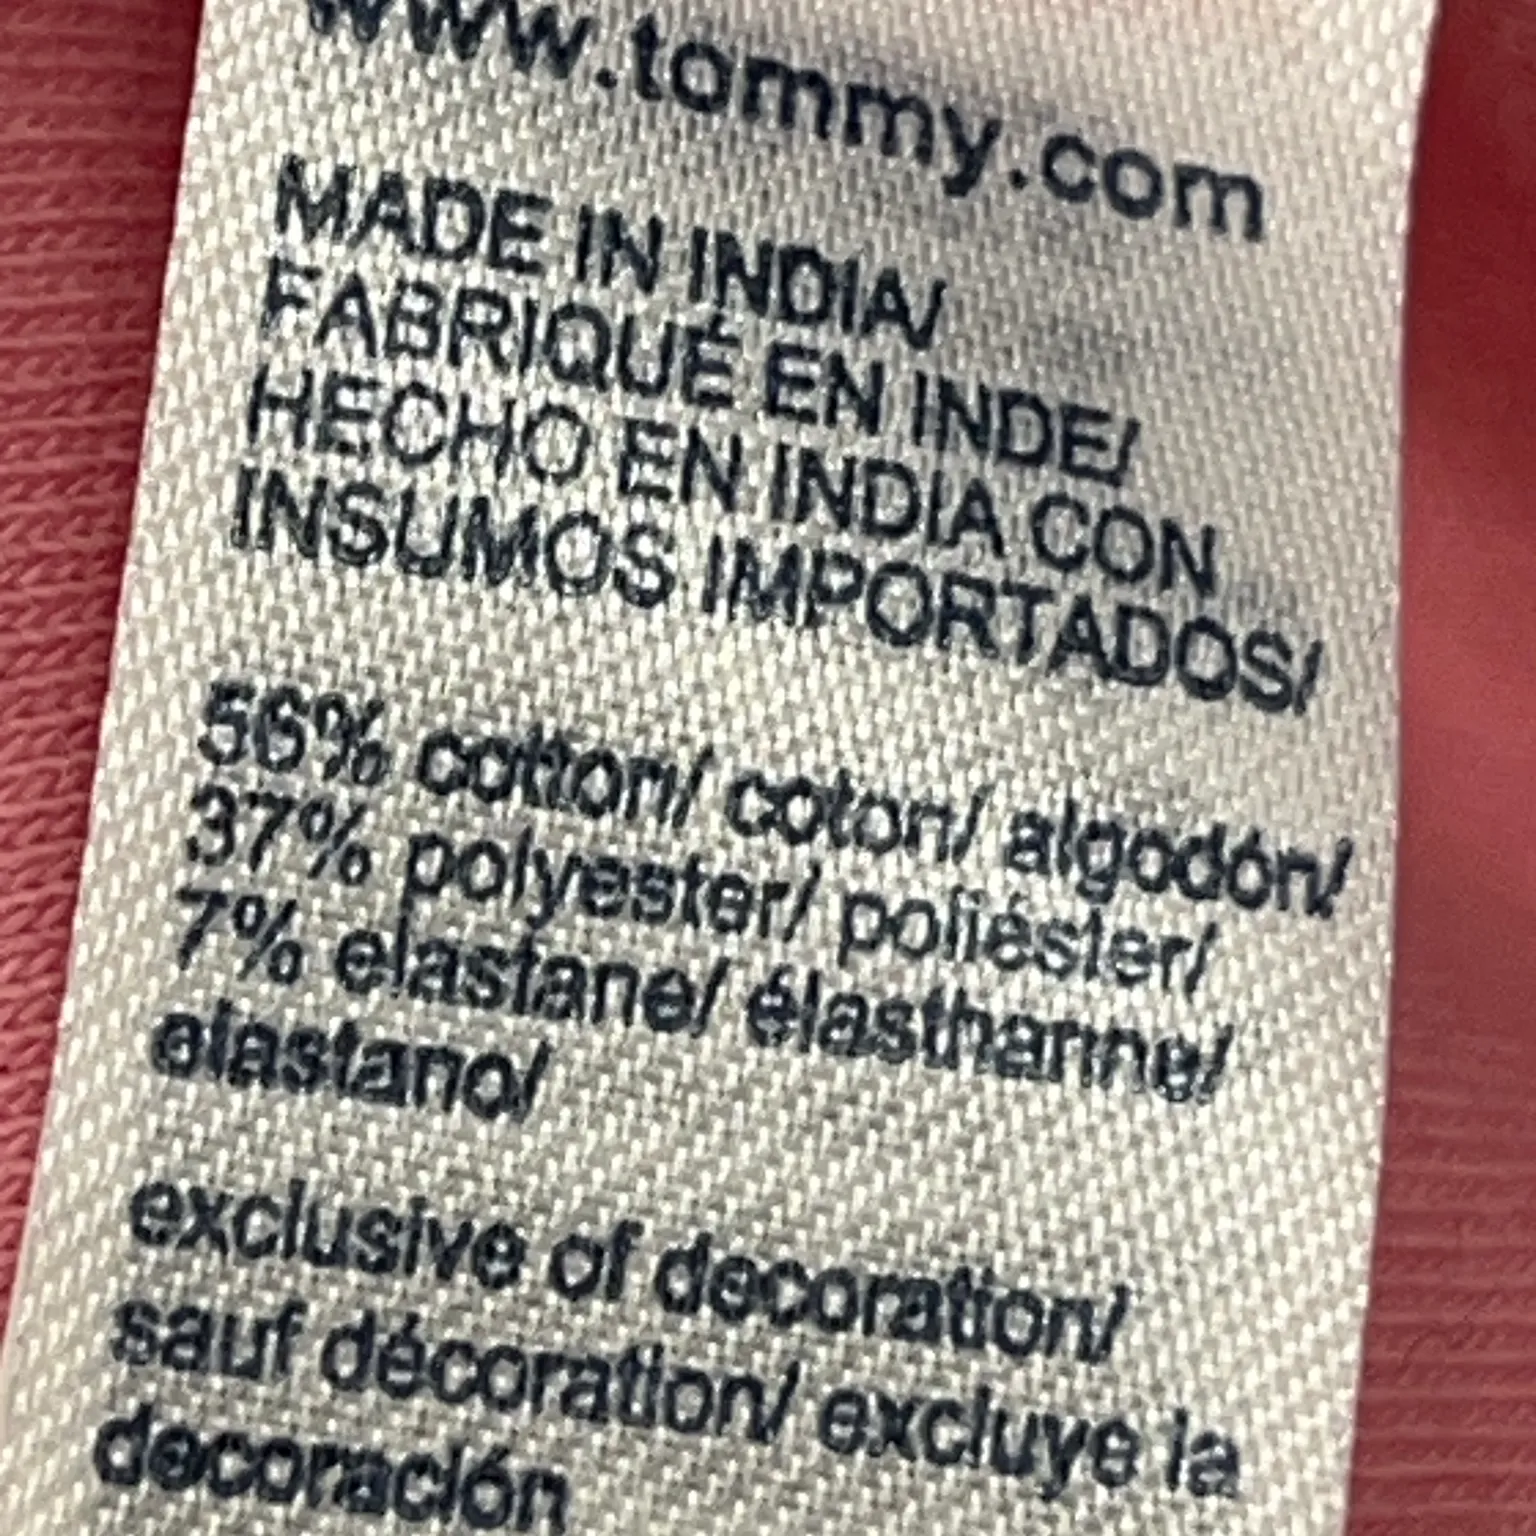 www.tommy.com
MADE IN INDIA/
FABRIQUÉ EN INDE/
HECHO EN INDIA CON
INSUMOS IMPORTADOS/
56% cotton/ coton/ algodón/
37% polyester/ poliéster/
7% elastane/ élasthanne/
elastano/
exclusive of decoration/
sauf décoration/ excluye la
decoración